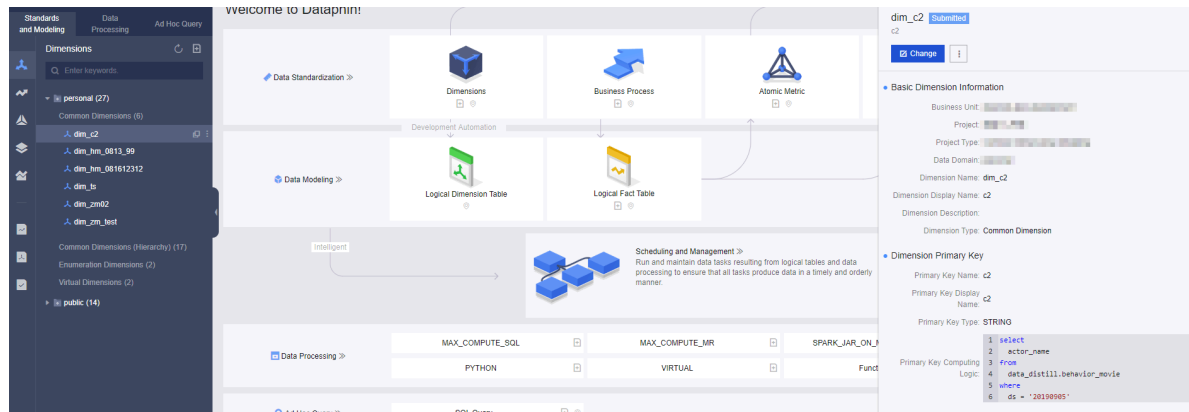 Standards and Modeling
Data Processing
Ad Hoc Query
Dimensions
Enter keywords.
personal (27)
Common Dimensions (6)
dim_c2
dim_hm_0813_99
dim_hm_081612312
dim_ts
dim_zm02
dim_zm_test
Common Dimensions (Hierarchy) (17)
Enumeration Dimensions (2)
Virtual Dimensions (2)
public (14)
Welcome to Dataphin!
Data Standardization
Dimensions
Business Process
Atomic Metric
Development Automation
Data Modeling
Logical Dimension Table
Logical Fact Table
Intelligent
Scheduling and Management
Run and maintain data tasks resulting from logical tables and data
processing to ensure that all tasks produce data in a timely and orderly
manner.
Data Processing
MAX_COMPUTE_SQL
MAX_COMPUTE_MR
SPARK_JAR_ON_M
PYTHON
VIRTUAL
Funct
dim_c2 Submitted
c2
Change
Basic Dimension Information
Business Unit:
Project:
Project Type:
Data Domain:
Dimension Name: dim_c2
Dimension Display Name: c2
Dimension Description:
Dimension Type: Common Dimension
Dimension Primary Key
Primary Key Name: c2
Primary Key Display Name: c2
Primary Key Type: STRING
Primary Key Computing Logic:
1 select
2 actor_name
3 from
4 data_distill.behavior_movie
5 where
6 ds = '20190905'